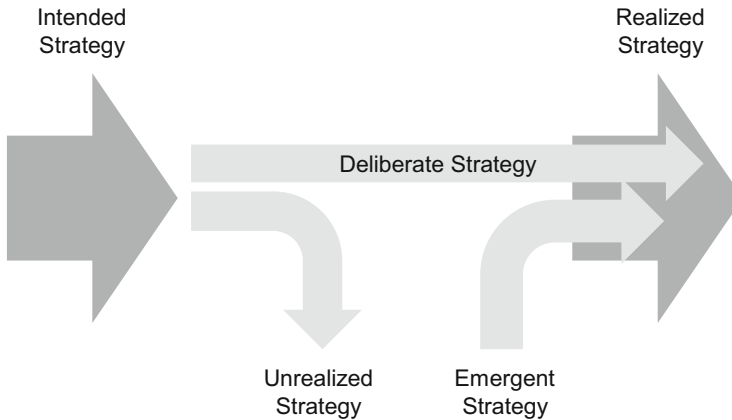 Intended
Strategy
Realized
Strategy
Deliberate Strategy
Unrealized
Strategy
Emergent
Strategy